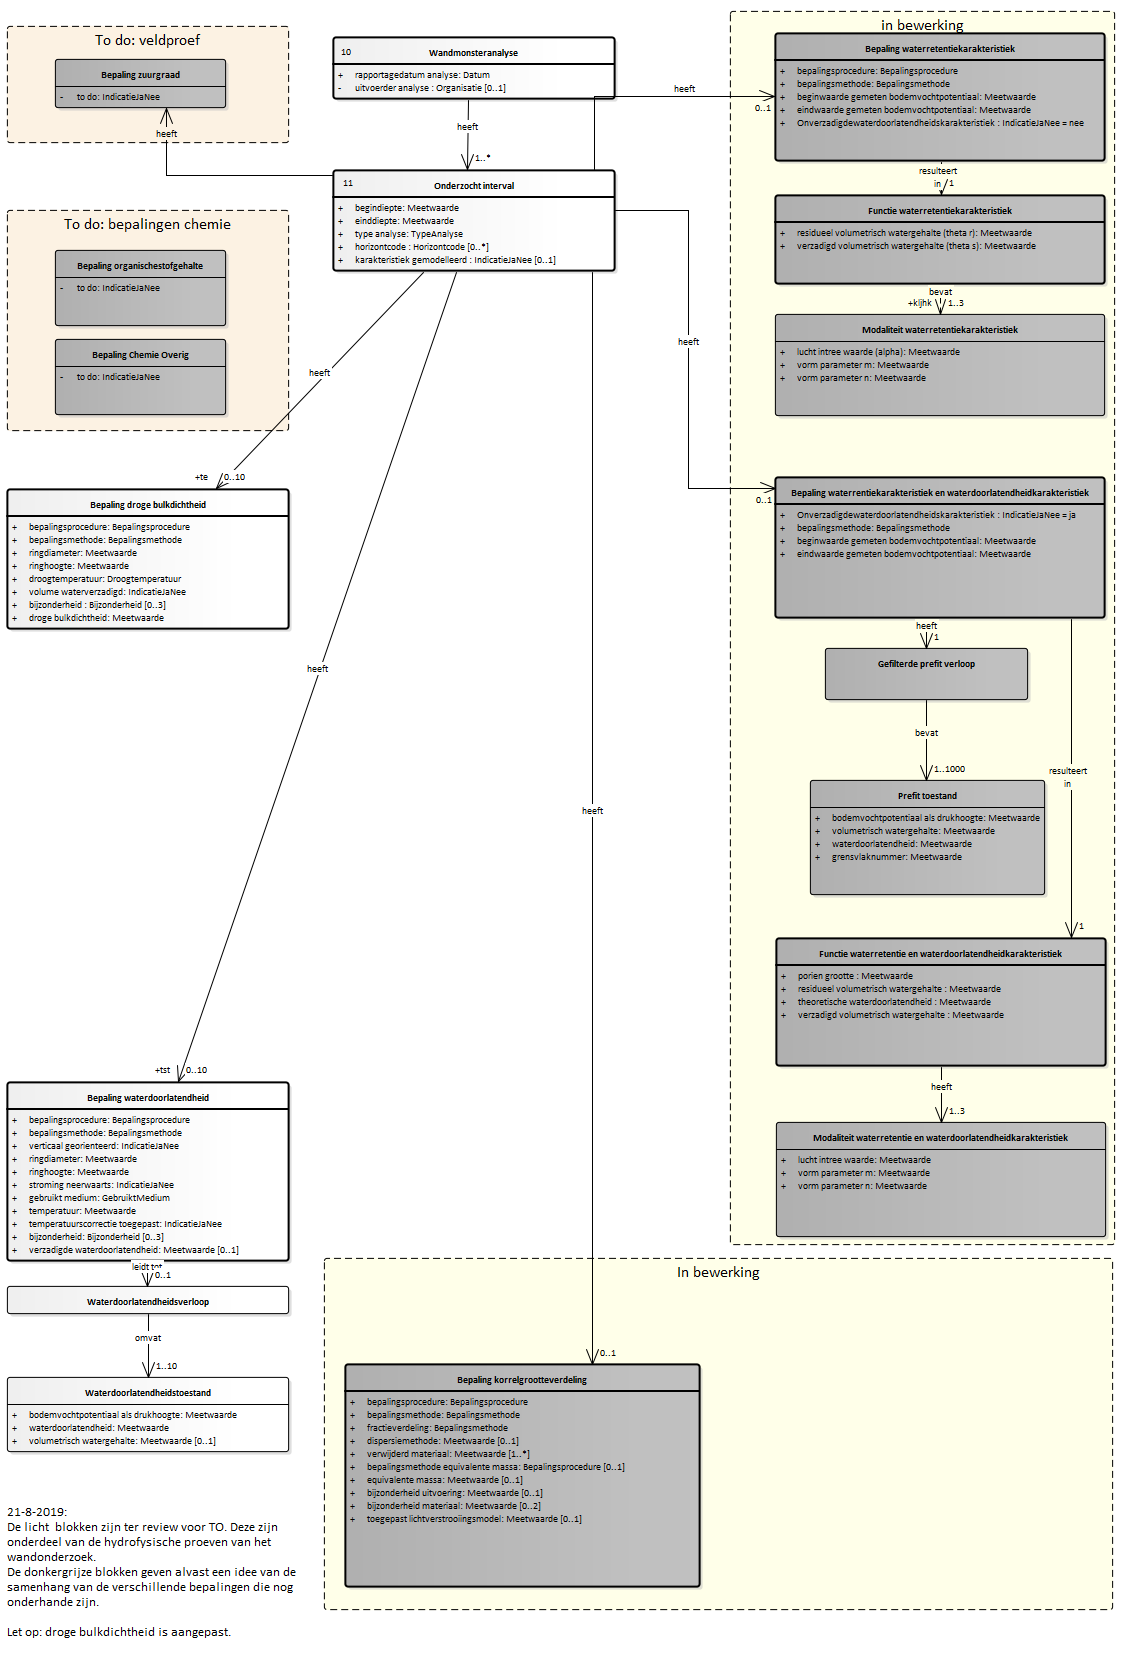 To do: veldproef
Bepaling zuurgraad
- to do: IndicatieJaNee
heeft
To do: bepalingen chemie
Bepaling organischestofgehalte
- to do: IndicatieJaNee
Bepaling Chemie Overig
- to do: IndicatieJaNee
10 Wandmonsteranalyse
+ rapportagedatum analyse: Datum
- uitvoerder analyse : Organisatie [0..1]
heeft
1..*
11 Onderzocht interval
+ begindiepte: Meetwaarde
+ einddiepte: Meetwaarde
+ type analyse: TypeAnalyse
+ horizontcode : Horizontcode [0..*]
+ karakteristiek gemodelleerd : IndicatieJaNee [0..1]
heeft
0..1
heeft
0..1
heeft
+te 0..10
heeft
+tst 0..10
heeft
0..1
Bepaling droge bulkdichtheid
+ bepalingsprocedure: Bepalingsprocedure
+ bepalingsmethode: Bepalingsmethode
+ ringdiameter: Meetwaarde
+ ringhoogte: Meetwaarde
+ droogtemperatuur: Droogtemperatuur
+ volume waterverzadigd: IndicatieJaNee
+ bijzonderheid : Bijzonderheid [0..3]
+ droge bulkdichtheid: Meetwaarde
Bepaling waterdoorlatendheid
+ bepalingsprocedure: Bepalingsprocedure
+ bepalingsmethode: Bepalingsmethode
+ verticaal georienteerd: IndicatieJaNee
+ ringdiameter: Meetwaarde
+ ringhoogte: Meetwaarde
+ stroming neerwaarts: IndicatieJaNee
+ gebruikt medium: GebruiktMedium
+ temperatuur: Meetwaarde
+ temperatuurscorrectie toegepast: IndicatieJaNee
+ bijzonderheid: Bijzonderheid [0..3]
+ verzadigde waterdoorlatendheid: Meetwaarde [0..1]
leidt tot
0..1
Waterdoorlatendheidsverloop
omvat
1..10
Waterdoorlatendheidstoestand
+ bodemvochtpotentiaal als drukhoogte: Meetwaarde
+ waterdoorlatendheid: Meetwaarde
+ volumetrisch watergehalte: Meetwaarde [0..1]
in bewerking
Bepaling waterretentiekarakteristiek
+ bepalingsprocedure: Bepalingsprocedure
+ bepalingsmethode: Bepalingsmethode
+ beginwaarde gemeten bodemvochtpotentiaal: Meetwaarde
+ eindwaarde gemeten bodemvochtpotentiaal: Meetwaarde
+ Onverzadigdewaterdoorlatendheidskarakteristiek : IndicatieJaNee = nee
resulteert
in 1
Functie waterretentiekarakteristiek
+ residueel volumetrisch watergehalte (theta r): Meetwaarde
+ verzadigd volumetrisch watergehalte (theta s): Meetwaarde
bevat
+kljhk 1..3
Modaliteit waterretentiekarakteristiek
+ lucht intree waarde (alpha): Meetwaarde
+ vorm parameter m: Meetwaarde
+ vorm parameter n: Meetwaarde
Bepaling waterrentiekarakteristiek en waterdoorlatendheidkarakteristiek
+ Onverzadigdewaterdoorlatendheidskarakteristiek : IndicatieJaNee = ja
+ bepalingsmethode: Bepalingsmethode
+ beginwaarde gemeten bodemvochtpotentiaal: Meetwaarde
+ eindwaarde gemeten bodemvochtpotentiaal: Meetwaarde
heeft
1
Gefilterde prefit verloop
bevat
1..1000
Prefit toestand
+ bodemvochtpotentiaal als drukhoogte: Meetwaarde
+ volumetrisch watergehalte: Meetwaarde
+ waterdoorlatendheid: Meetwaarde
+ grensvlaknummer: Meetwaarde
resulteert
in
1
Functie waterretentie en waterdoorlatendheidkarakteristiek
+ porien grootte : Meetwaarde
+ residueel volumetrisch watergehalte : Meetwaarde
+ theoretische waterdoorlatendheid : Meetwaarde
+ verzadigd volumetrisch watergehalte : Meetwaarde
heeft
1..3
Modaliteit waterretentie en waterdoorlatendheidkarakteristiek
+ lucht intree waarde: Meetwaarde
+ vorm parameter m: Meetwaarde
+ vorm parameter n: Meetwaarde
In bewerking
Bepaling korrelgrootteverdeling
+ bepalingsprocedure: Bepalingsprocedure
+ bepalingsmethode: Bepalingsmethode
+ fractieverdeling: Bepalingsmethode
+ dispersiemethode: Meetwaarde [0..1]
+ verwijderd materiaal: Meetwaarde [1..*]
+ bepalingsmethode equivalente massa: Bepalingsprocedure [0..1]
+ equivalente massa: Meetwaarde [0..1]
+ bijzonderheid uitvoering: Meetwaarde [0..1]
+ bijzonderheid materiaal: Meetwaarde [0..2]
+ toegepast lichtverstrooiingsmodel: Meetwaarde [0..1]
21-8-2019:
De licht blokken zijn ter review voor TO. Deze zijn
onderdeel van de hydrofysische proeven van het
wandonderzoek.
De donkergrijze blokken geven alvast een idee van de
samenhang van de verschillende bepalingen die nog
onderhande zijn.
Let op: droge bulkdichtheid is aangepast.